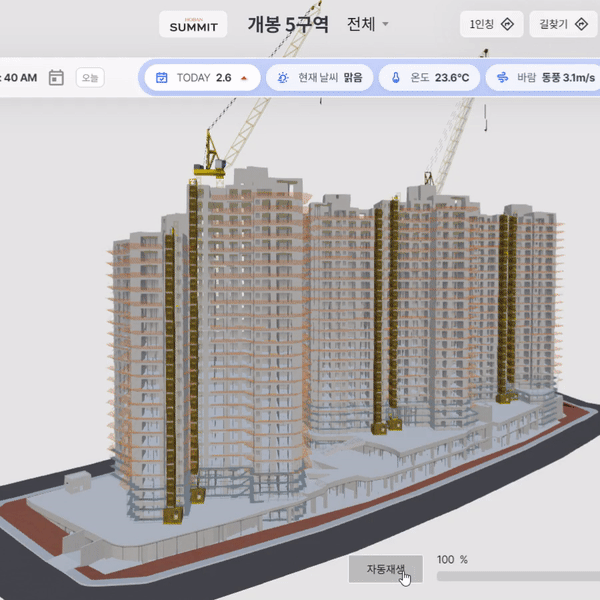 SUMMIT
개봉 5구역
전체
1인칭
길찾기
: 40 AM
오늘
TODAY 2.6
현재 날씨 맑음
온도 23.6°C
바람 동풍 3.1m/s
자동재생
100 %